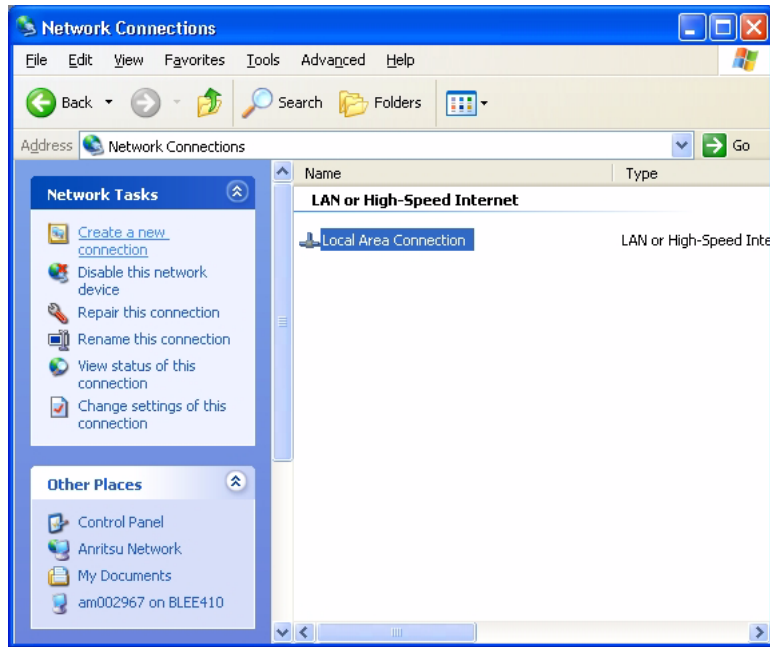 Network Connections
File Edit View Favorites Tools Advanced Help
Back Search Folders
Address Network Connections Go
Network Tasks
Create a new
connection
Disable this network
device
Repair this connection
Rename this connection
View status of this
connection
Change settings of this
connection
Other Places
Control Panel
Anritsu Network
My Documents
am002967 on BLEE410
Name Type
LAN or High-Speed Internet
Local Area Connection LAN or High-Speed Inte